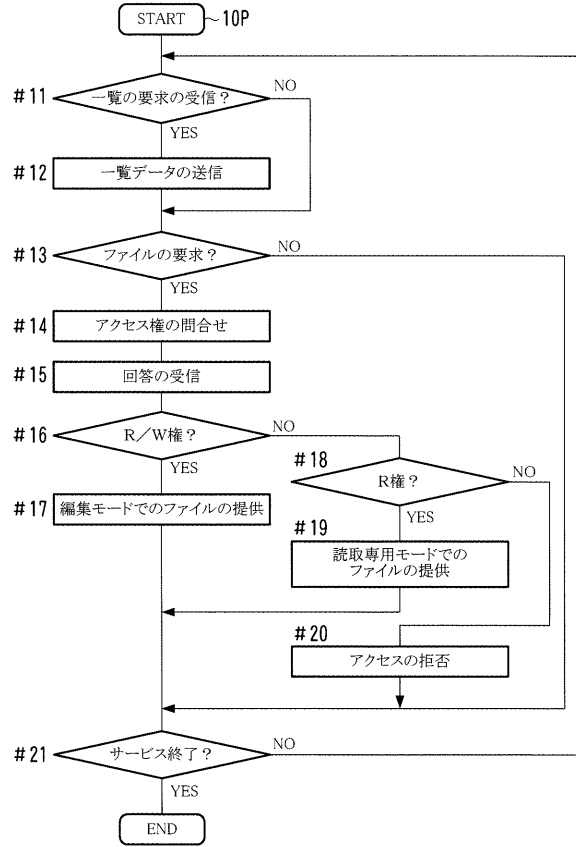 START
10P
#11
一覧の要求の受信？
NO
YES
#12
一覧データの送信
#13
ファイルの要求？
NO
YES
#14
アクセス権の問合せ
#15
回答の受信
#16
R／W権？
NO
YES
#17
編集モードでのファイルの提供
#18
R権？
NO
YES
#19
読取専用モードでの
ファイルの提供
#20
アクセスの拒否
#21
サービス終了？
NO
YES
END